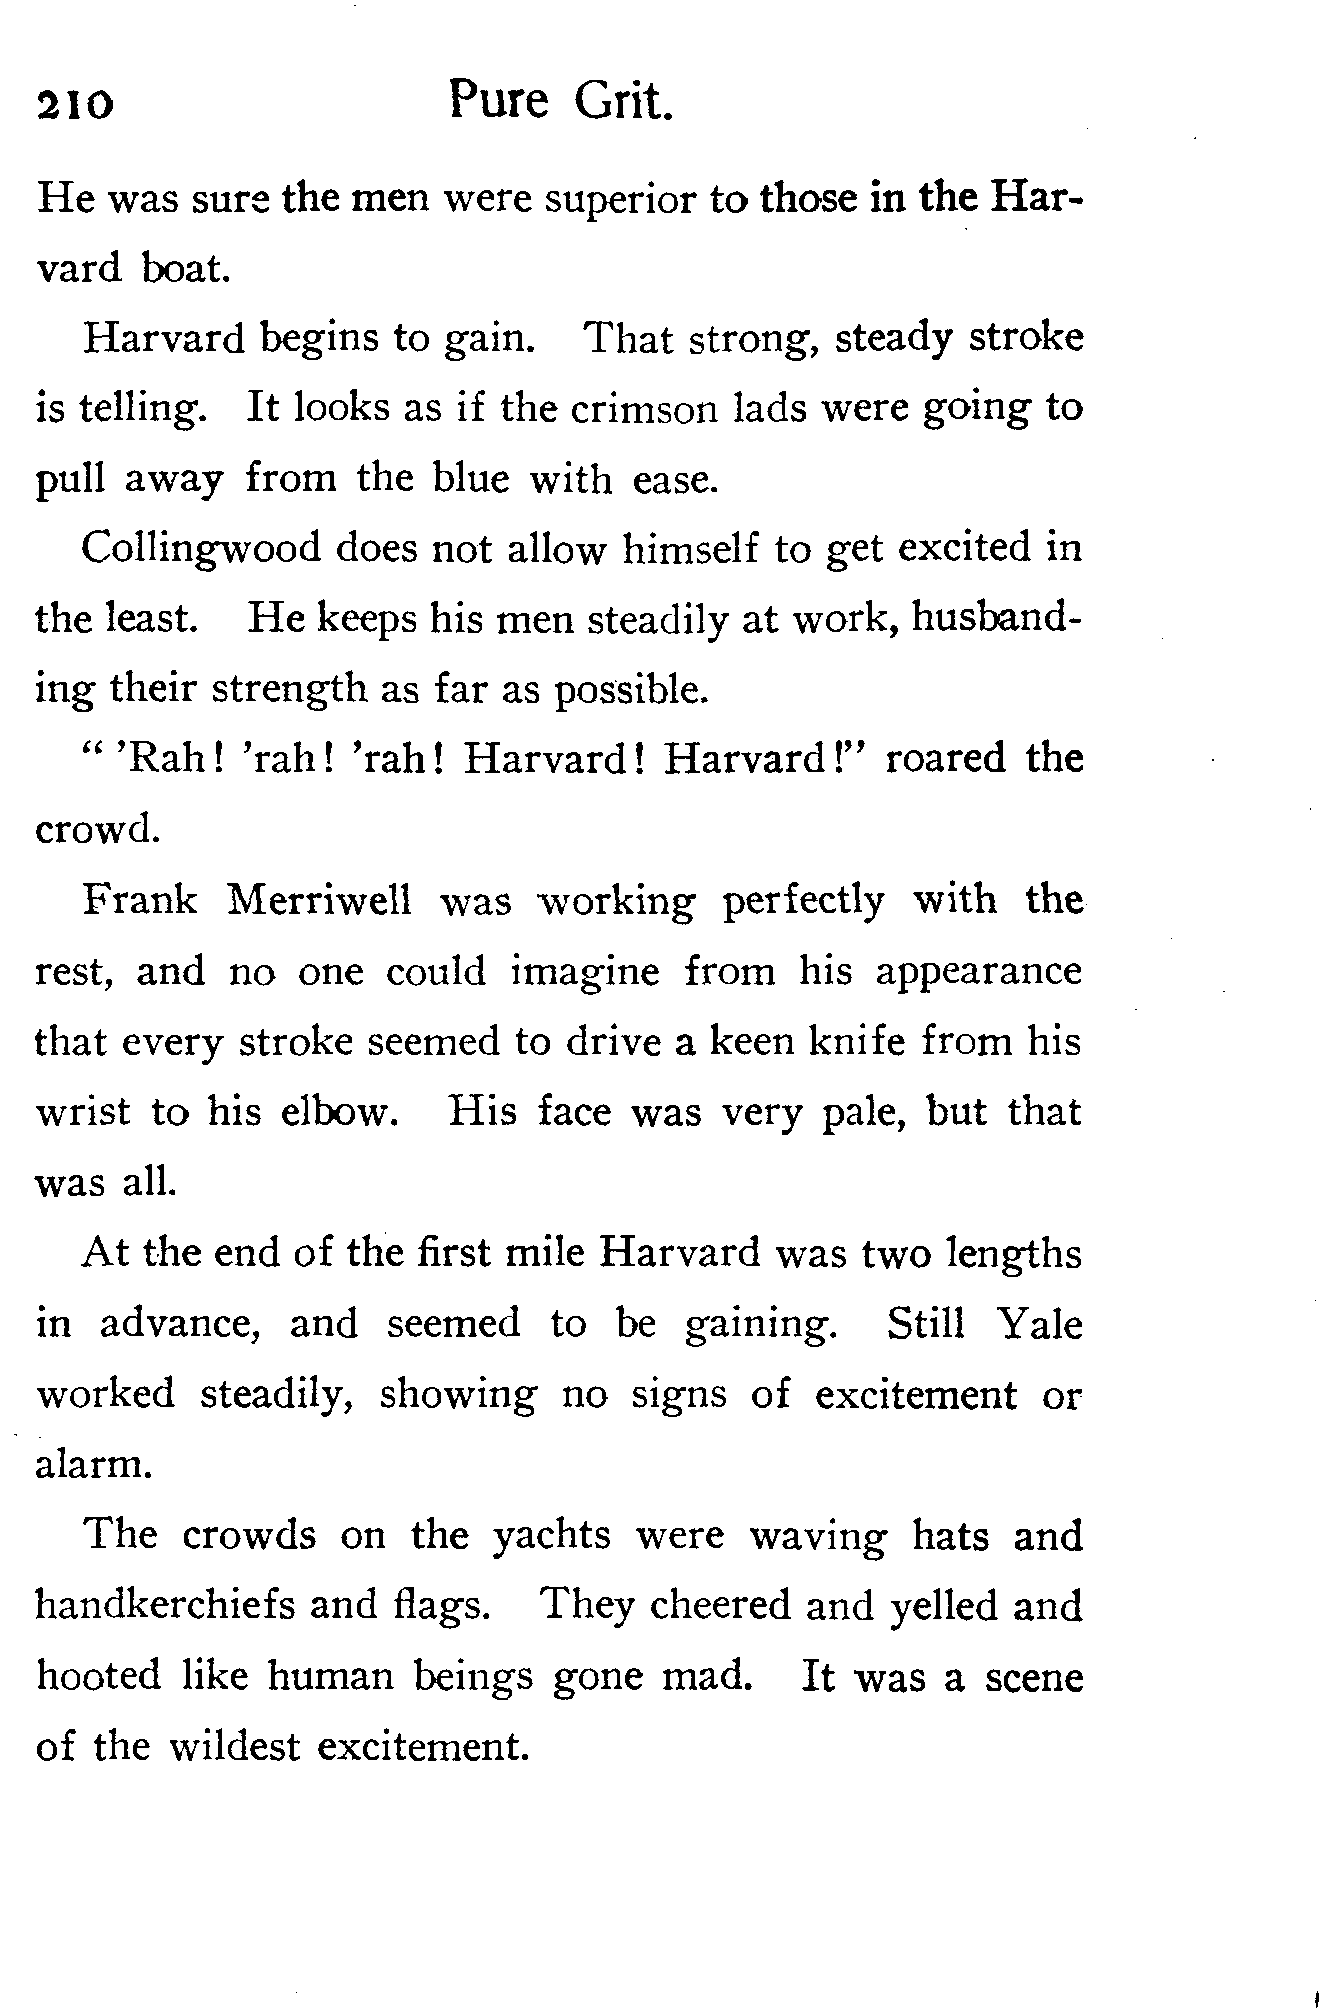 210 Pure Grit.
He was sure the men were superior to those in the Har-
vard boat.
Harvard begins to gain. That strong, steady stroke
is telling. It looks as if the crimson lads were going to
pull away from the blue with ease.
Collingwood does not allow himself to get excited in
the least. He keeps his men steadily at work, husband-
ing their strength as far as possible.
“ ’Rah! ’rah! ’rah! Harvard! Harvard!” roared the
crowd.
Frank Merriwell was working perfectly with the
rest, and no one could imagine from his appearance
that every stroke seemed to drive a keen knife from his
wrist to his elbow. His face was very pale, but that
was all.
At the end of the first mile Harvard was two lengths
in advance, and seemed to be gaining. Still Yale
worked steadily, showing no signs of excitement or
alarm.
The crowds on the yachts were waving hats and
handkerchiefs and flags. They cheered and yelled and
hooted like human beings gone mad. It was a scene
of the wildest excitement.